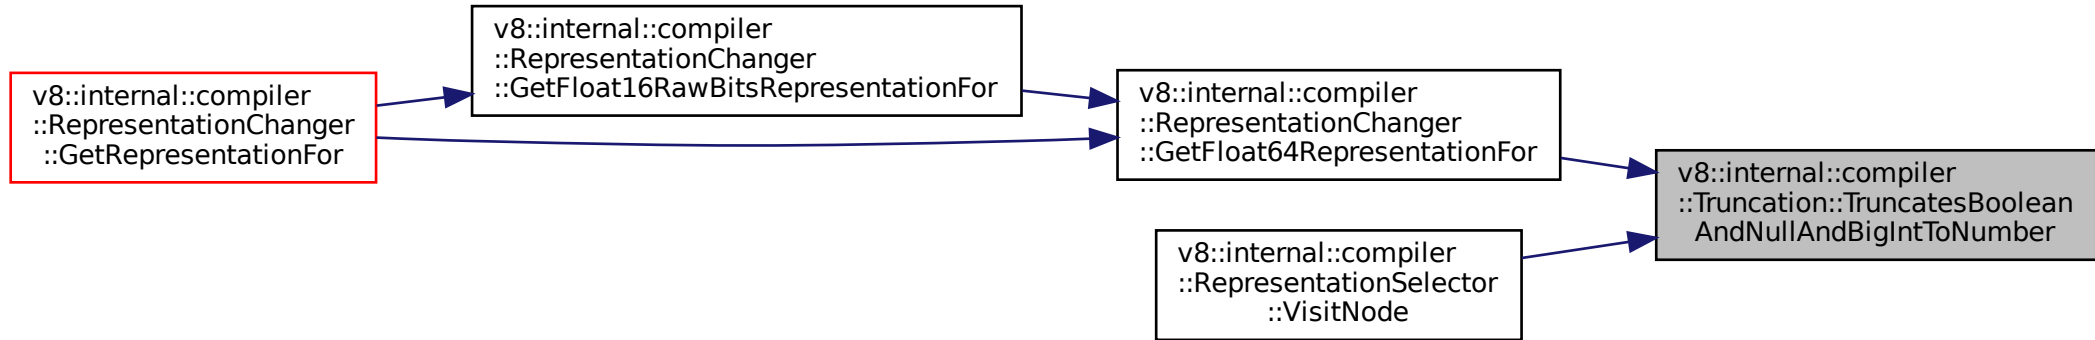 v8::internal::compiler
::RepresentationChanger
::GetRepresentationFor
v8::internal::compiler
::RepresentationChanger
::GetFloat16RawBitsRepresentationFor
v8::internal::compiler
::RepresentationChanger
::GetFloat64RepresentationFor
v8::internal::compiler
::RepresentationSelector
::VisitNode
v8::internal::compiler
::Truncation::TruncatesBoolean
AndNullAndBigIntToNumber